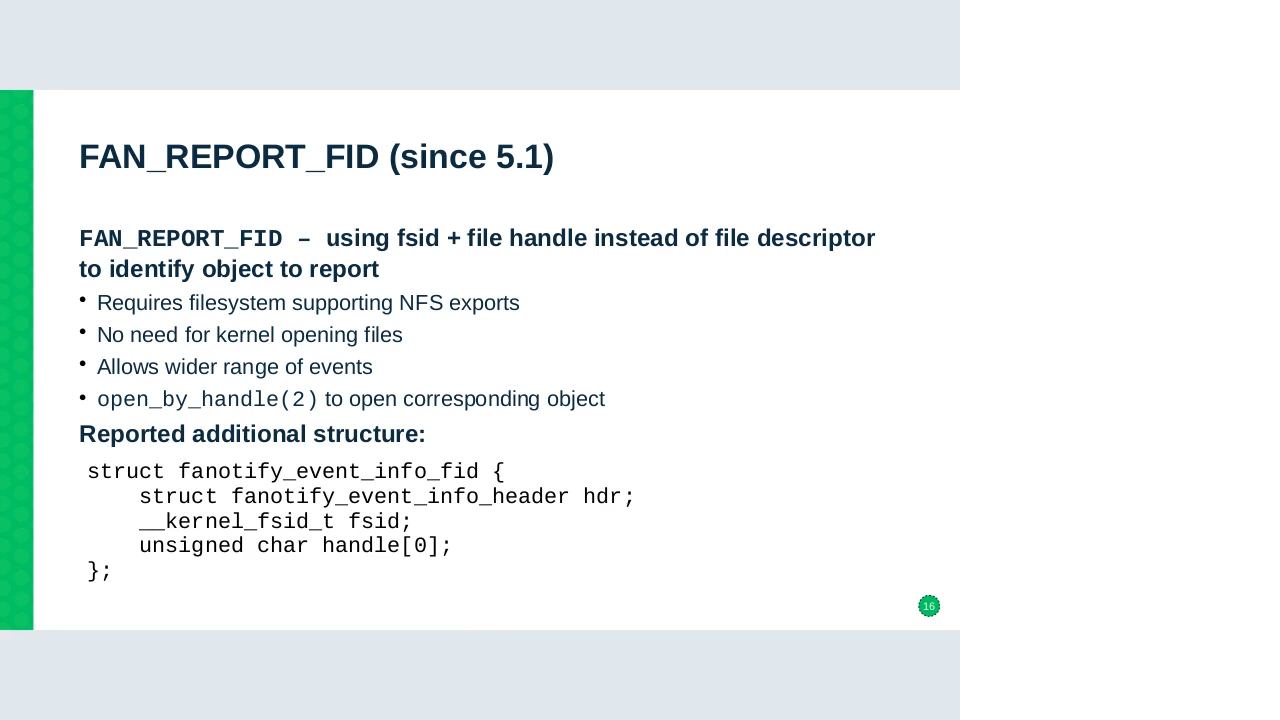 FAN_REPORT_FID (since 5.1)
FAN_REPORT_FID – using fsid + file handle instead of file descriptor
to identify object to report
• Requires filesystem supporting NFS exports
• No need for kernel opening files
• Allows wider range of events
• open_by_handle(2) to open corresponding object
Reported additional structure:
struct fanotify_event_info_fid {
    struct fanotify_event_info_header hdr;
    __kernel_fsid_t fsid;
    unsigned char handle[0];
};
16